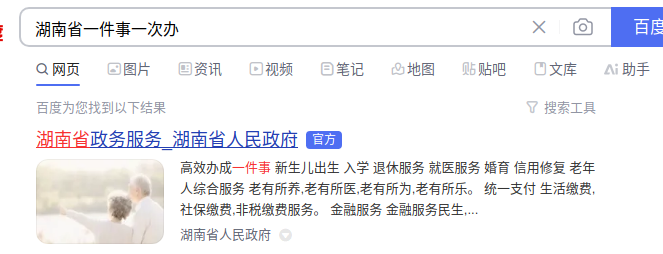 湖南省一件事一次办
百度
网页 图片 资讯 视频 笔记 地图 贴吧 文库 助手
百度为您找到以下结果 搜索工具
湖南省政务服务_湖南省人民政府 官方
高效办成一件事 新生儿出生 入学 退休服务 就医服务 婚育 信用修复 老年
人综合服务 老有所养,老有所医,老有所为,老有所乐。 统一支付 生活缴费,
社保缴费,非税缴费服务。 金融服务 金融服务民生,...
湖南省人民政府